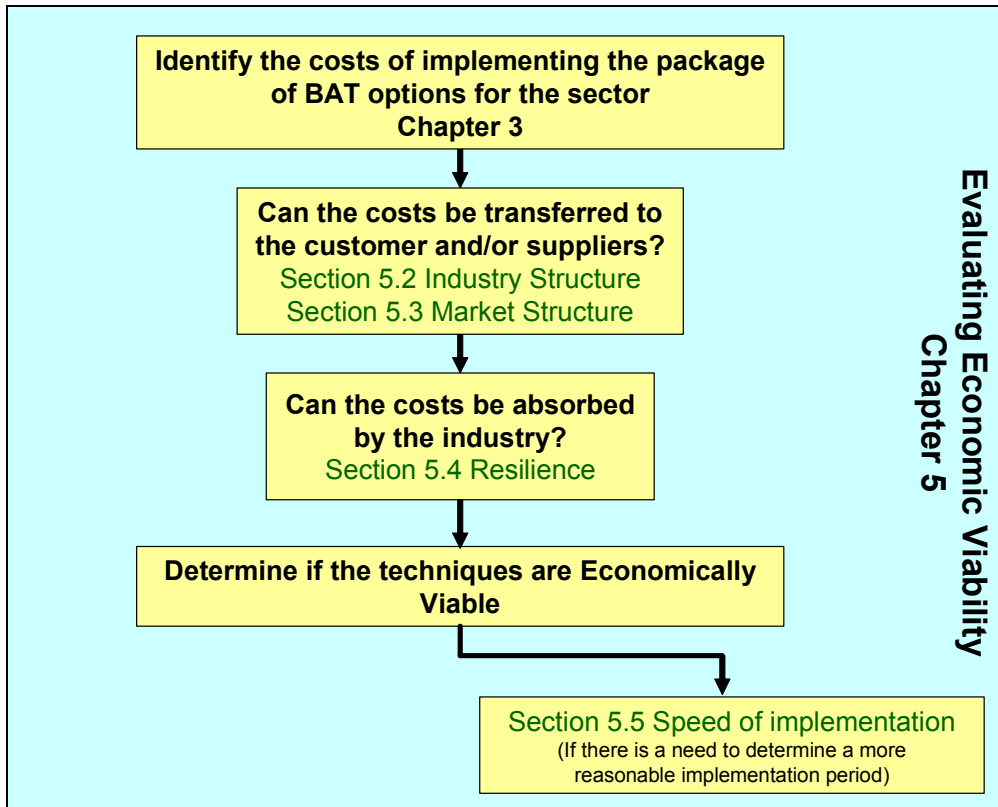 Identify the costs of implementing the package
of BAT options for the sector
Chapter 3
Can the costs be transferred to
the customer and/or suppliers?
Section 5.2 Industry Structure
Section 5.3 Market Structure
Can the costs be absorbed
by the industry?
Section 5.4 Resilience
Determine if the techniques are Economically
Viable
Section 5.5 Speed of implementation
(If there is a need to determine a more
reasonable implementation period)
Evaluating Economic Viability
Chapter 5